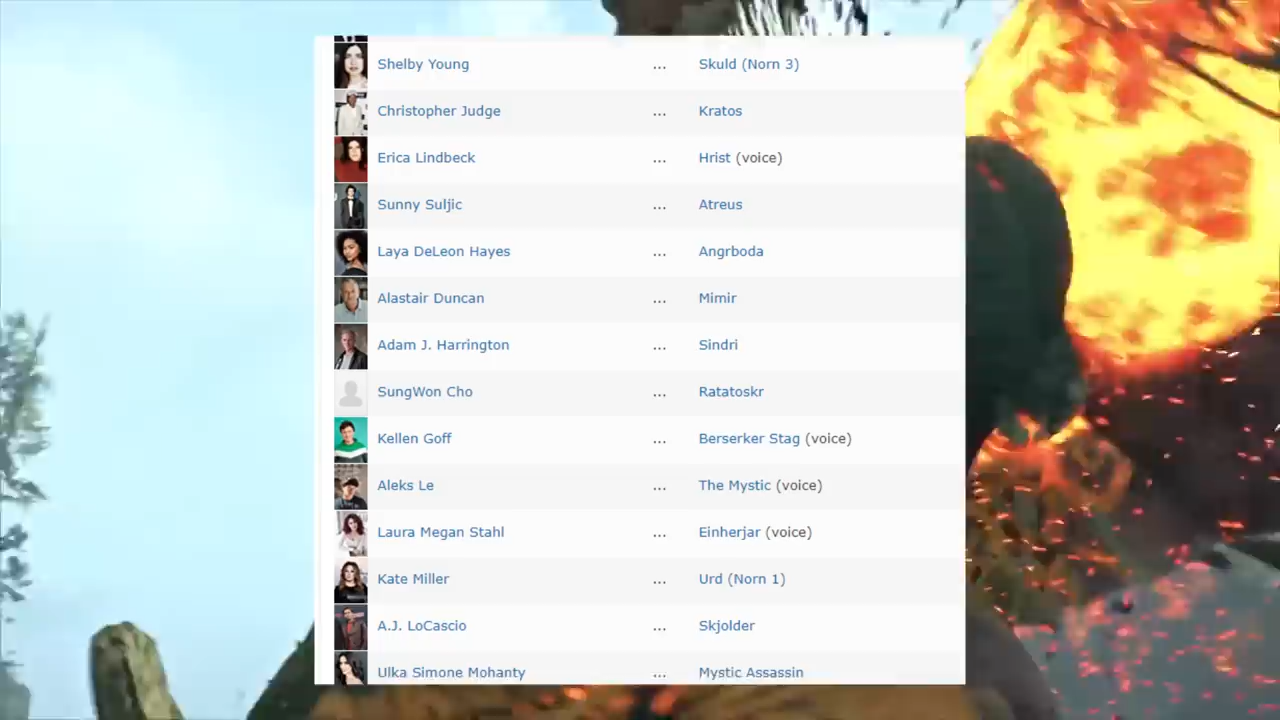 Shelby Young ... Skuld (Norn 3)
Christopher Judge ... Kratos
Erica Lindbeck ... Hrist (voice)
Sunny Suljic ... Atreus
Laya DeLeon Hayes ... Angrboda
Alastair Duncan ... Mimir
Adam J. Harrington ... Sindri
SungWon Cho ... Ratatoskr
Kellen Goff ... Berserker Stag (voice)
Aleks Le ... The Mystic (voice)
Laura Megan Stahl ... Einherjar (voice)
Kate Miller ... Urd (Norn 1)
A.J. LoCascio ... Skjolder
Ulka Simone Mohanty ... Mystic Assassin